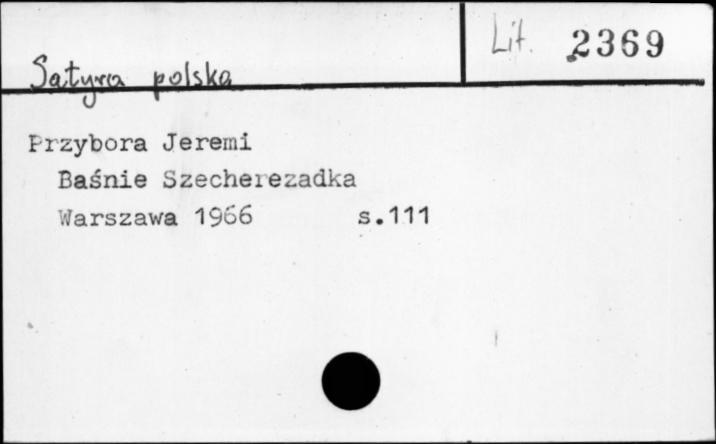 Satyra polska
Lit. 2369
Przybora Jeremi
Baśnie Szecherezadka
Warszawa 1966 s.111